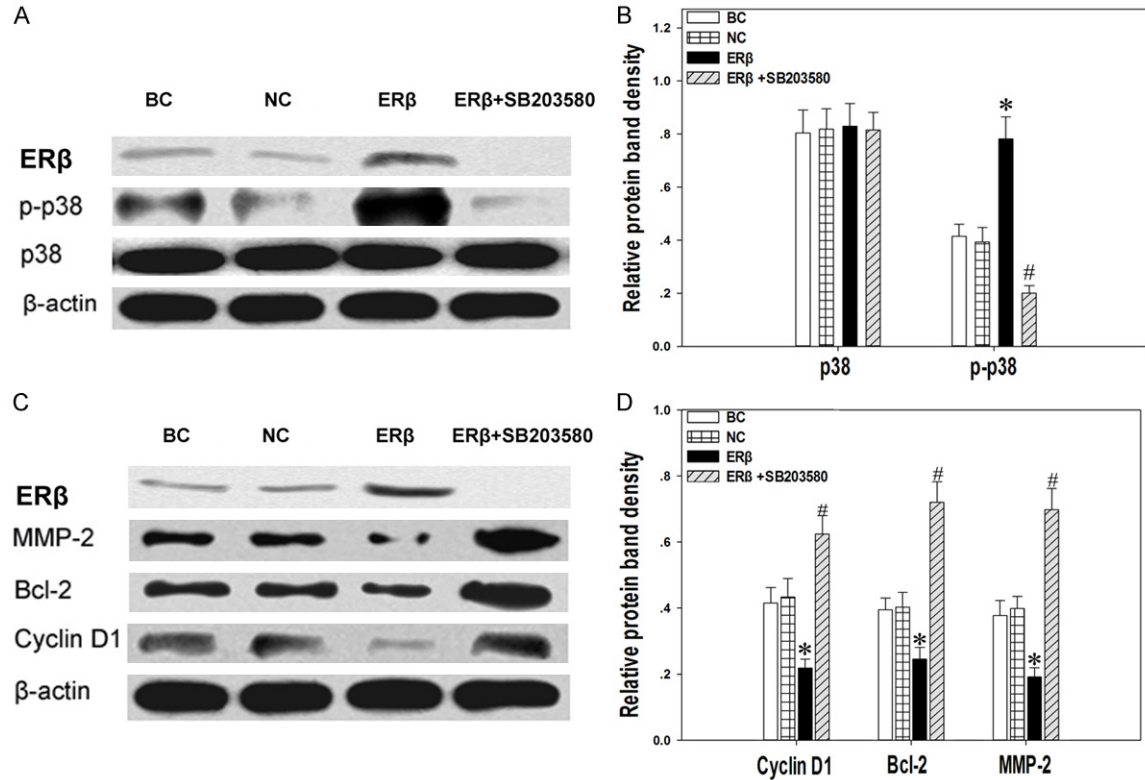 A
BC NC ERβ ERβ+SB203580
ERβ
p-p38
p38
β-actin
B
Relative protein band density
1.2
.8
.4
.2
0.0
BC
NC
ERβ
ERβ +SB203580
*
#
p38 p-p38
C
BC NC ERβ ERβ+SB203580
ERβ
MMP-2
Bcl-2
Cyclin D1
β-actin
D
Relative protein band density
1.0
.8
.6
.4
0.2
0.0
BC
NC
ERβ
ERβ +SB203580
# # #
* * *
Cyclin D1 Bcl-2 MMP-2